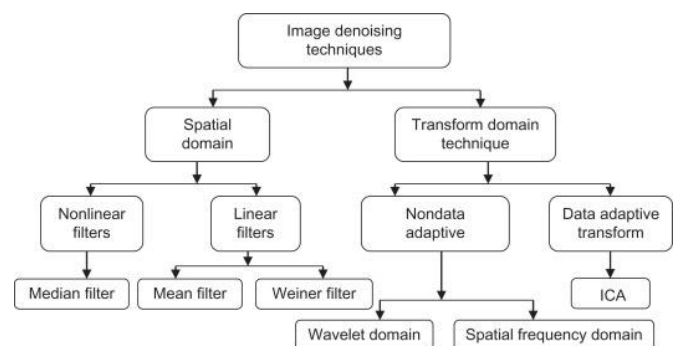 Image denoising
techniques
Spatial
domain
Transform domain
technique
Nonlinear
filters
Linear
filters
Nondata
adaptive
Data adaptive
transform
Median filter
Mean filter
Weiner filter
ICA
Wavelet domain
Spatial frequency domain